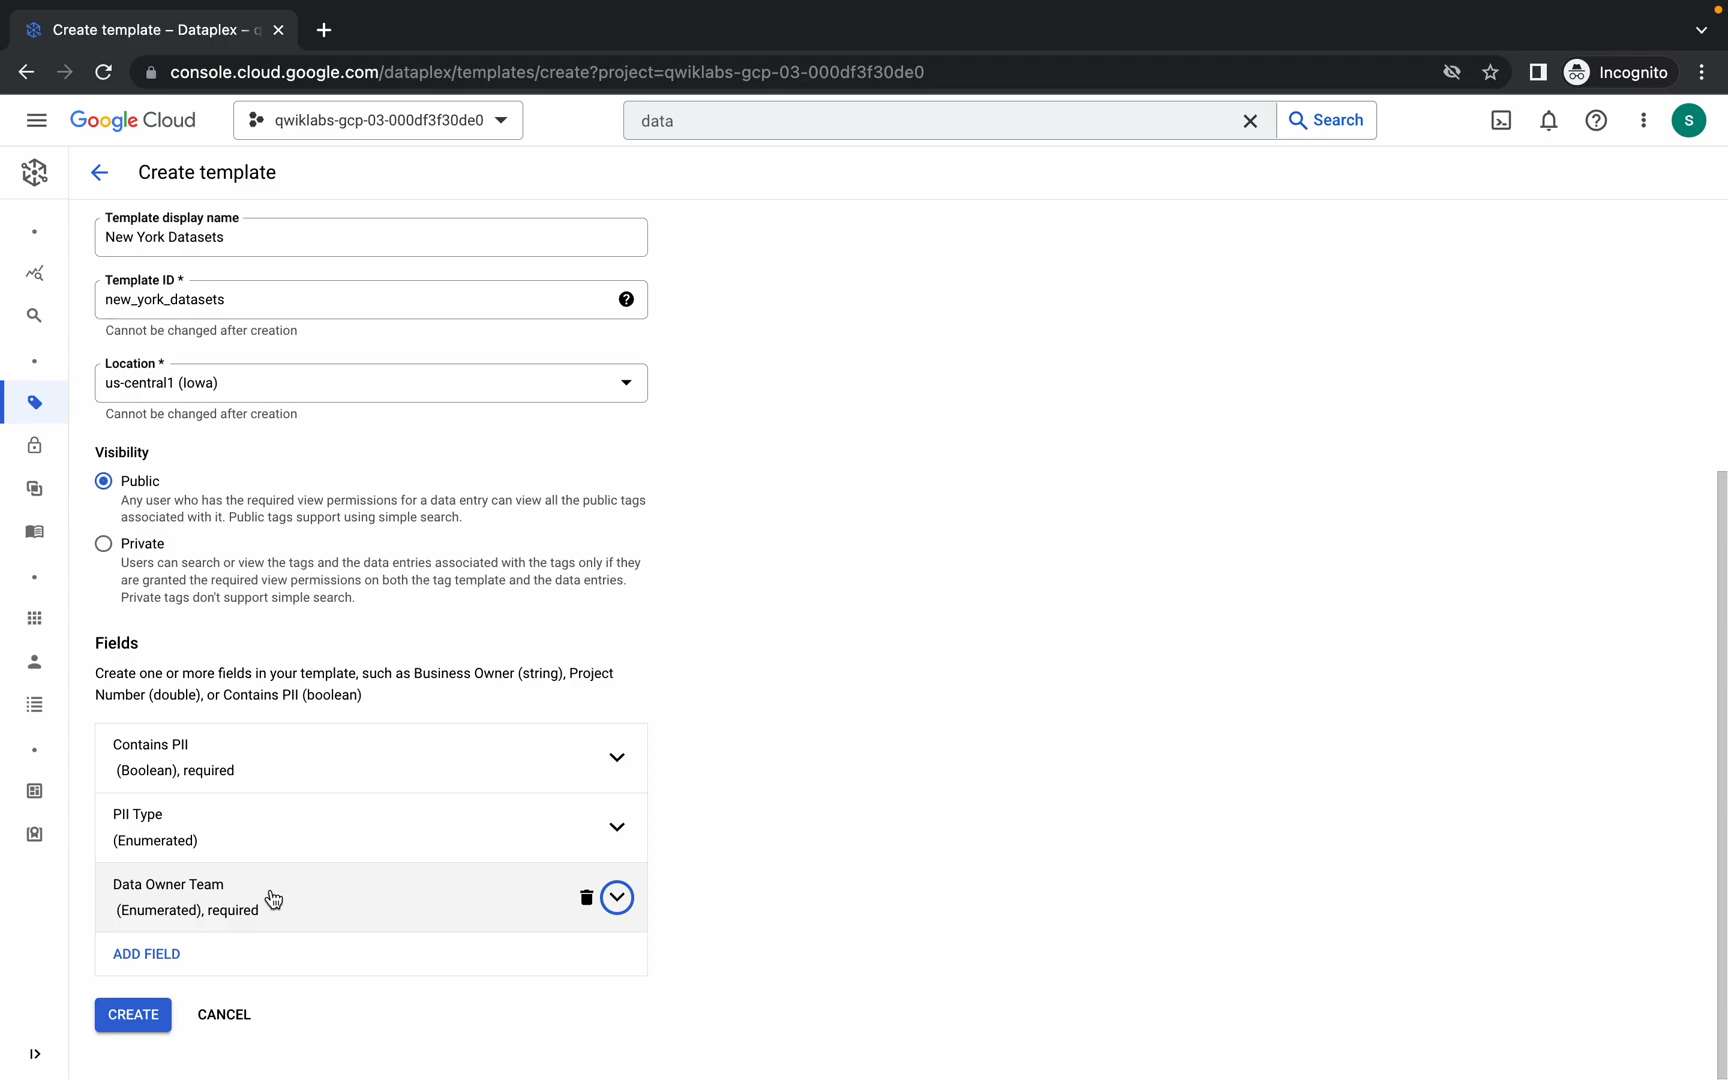 Create template – Dataplex – q
console.cloud.google.com/dataplex/templates/create?project=qwiklabs-gcp-03-000df3f30de0
Incognito
Google Cloud
qwiklabs-gcp-03-000df3f30de0
data
Search
S
Create template
Template display name
New York Datasets
Template ID *
new_york_datasets
Cannot be changed after creation
Location *
us-central1 (Iowa)
Cannot be changed after creation
Visibility
Public
Any user who has the required view permissions for a data entry can view all the public tags
associated with it. Public tags support using simple search.
Private
Users can search or view the tags and the data entries associated with the tags only if they
are granted the required view permissions on both the tag template and the data entries.
Private tags don't support simple search.
Fields
Create one or more fields in your template, such as Business Owner (string), Project
Number (double), or Contains PII (boolean)
Contains PII
(Boolean), required
PII Type
(Enumerated)
Data Owner Team
(Enumerated), required
ADD FIELD
CREATE
CANCEL